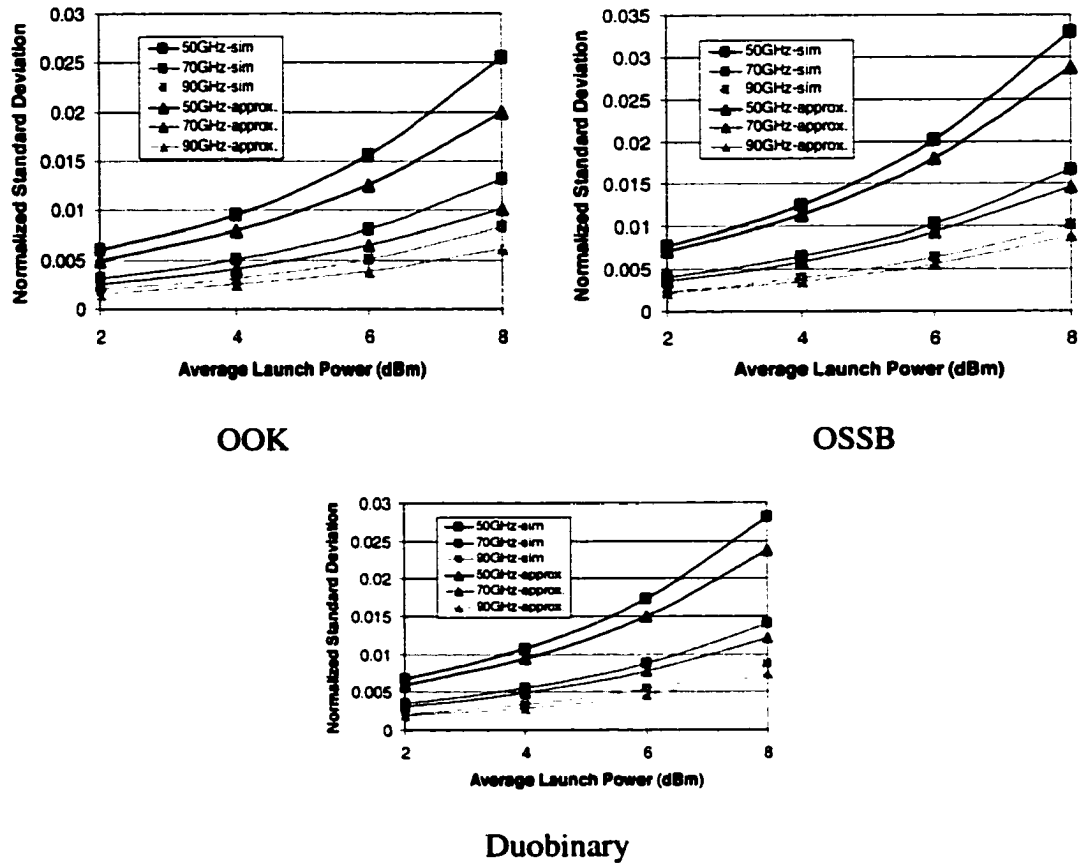 0.03
0.025
0.02
0.015
0.01
0.005
0
Normalized Standard Deviation
50GHz-sim
70GHz-sim
90GHz-sim
50GHz-approx.
70GHz-approx.
90GHz-approx.
2 4 6 8
Average Launch Power (dBm)
OOK
0.035
0.03
0.025
0.02
0.015
0.01
0.005
0
Normalized Standard Deviation
50GHz-sim
70GHz-sim
90GHz-sim
50GHz-approx.
70GHz-approx.
90GHz-approx.
2 4 6 8
Average Launch Power (dBm)
OSSB
0.03
0.025
0.02
0.015
0.01
0.005
0
Normalized Standard Deviation
50GHz-sim
70GHz-sim
90GHz-sim
50GHz-approx
70GHz-approx.
90GHz-approx
2 4 6 8
Average Launch Power (dBm)
Duobinary